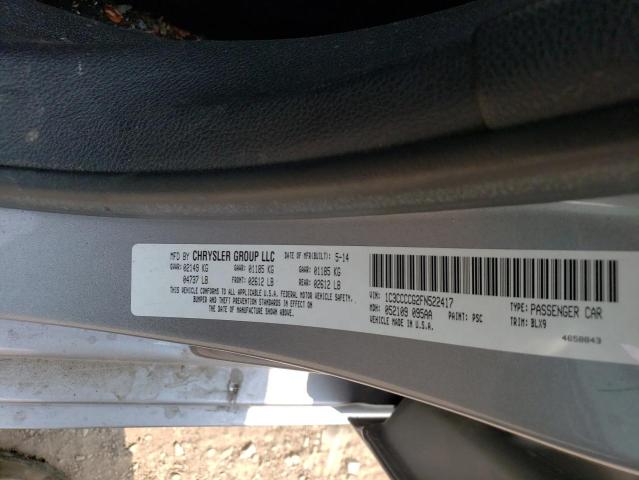 MFD BY CHRYSLER GROUP LLC DATE OF MFR(BUILT): 5-14
GVWR: 02149 KG GAWR: 01185 KG GAWR: 01185 KG
04737 LB FRONT: 02612 LB REAR: 02612 LB
THIS VEHICLE CONFORMS TO ALL APPLICABLE U.S.A. FEDERAL MOTOR VEHICLE SAFETY,
BUMPER AND THEFT PREVENTION STANDARDS IN EFFECT ON
THE DATE OF MANUFACTURE SHOWN ABOVE.
VIN: 1C3CCCCG2FN522417 TYPE: PASSENGER CAR
MDH: 052109 095AA PAINT: PSC TRIM: BLX9
VEHICLE MADE IN U.S.A. 4658843